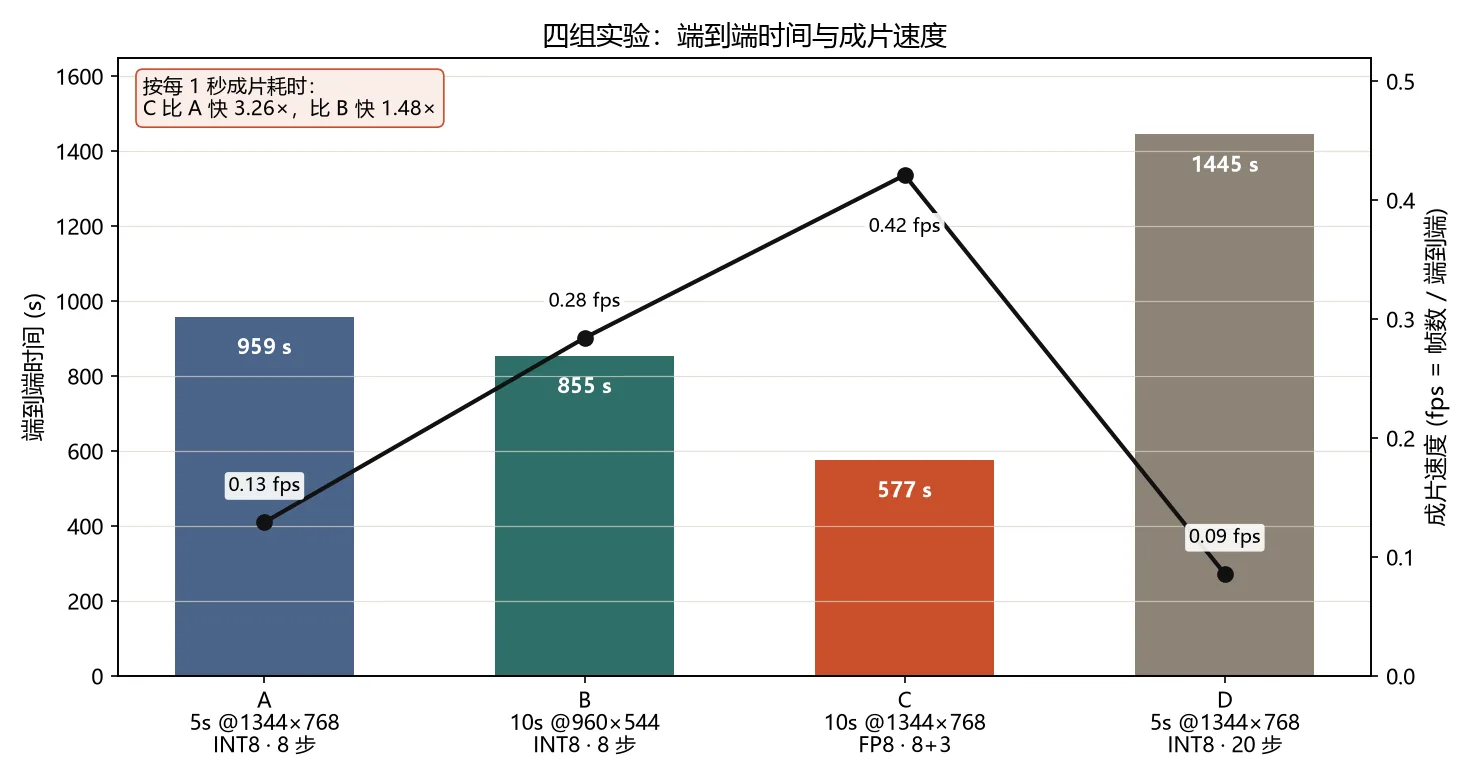 四组实验：端到端时间与成片速度
按每 1 秒成片耗时：
C 比 A 快 3.26×，比 B 快 1.48×
端到端时间 (s)
1600
1400
1200
1000
800
600
400
200
0
959 s
855 s
577 s
1445 s
0.13 fps
0.28 fps
0.42 fps
0.09 fps
0.5
0.4
0.3
0.2
0.1
0.0
成片速度 (fps = 帧数 / 端到端)
A
5s @1344×768
INT8 · 8 步
B
10s @960×544
INT8 · 8 步
C
10s @1344×768
FP8 · 8+3
D
5s @1344×768
INT8 · 20 步